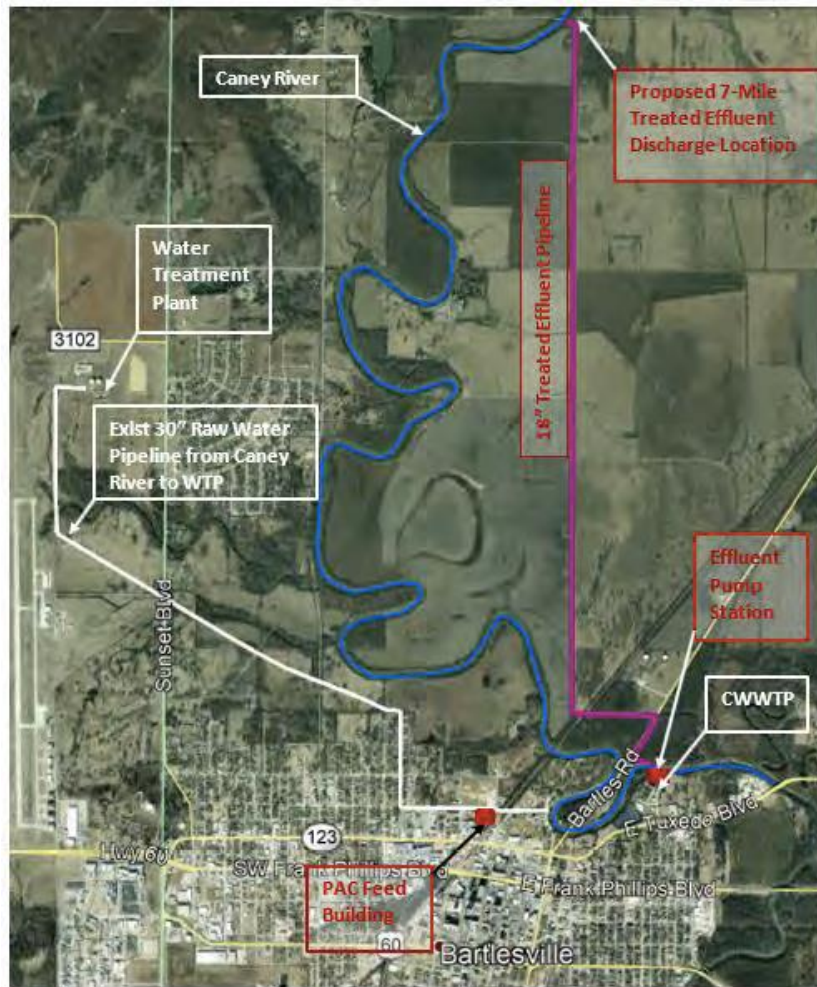 Caney River
Proposed 7-Mile
Treated Effluent
Discharge Location
18" Treated Effluent Pipeline
Water
Treatment
Plant
3102
Exist 30" Raw Water
Pipeline from Caney
River to WTP
Sunset Blvd
Effluent
Pump
Station
CWWTP
Bartles Rd
E Tuxedo Blvd
123
Hwy 60
SW Frank Phillips Blvd
E Frank Phillips Blvd
PAC Feed
Building
60
Bartlesville